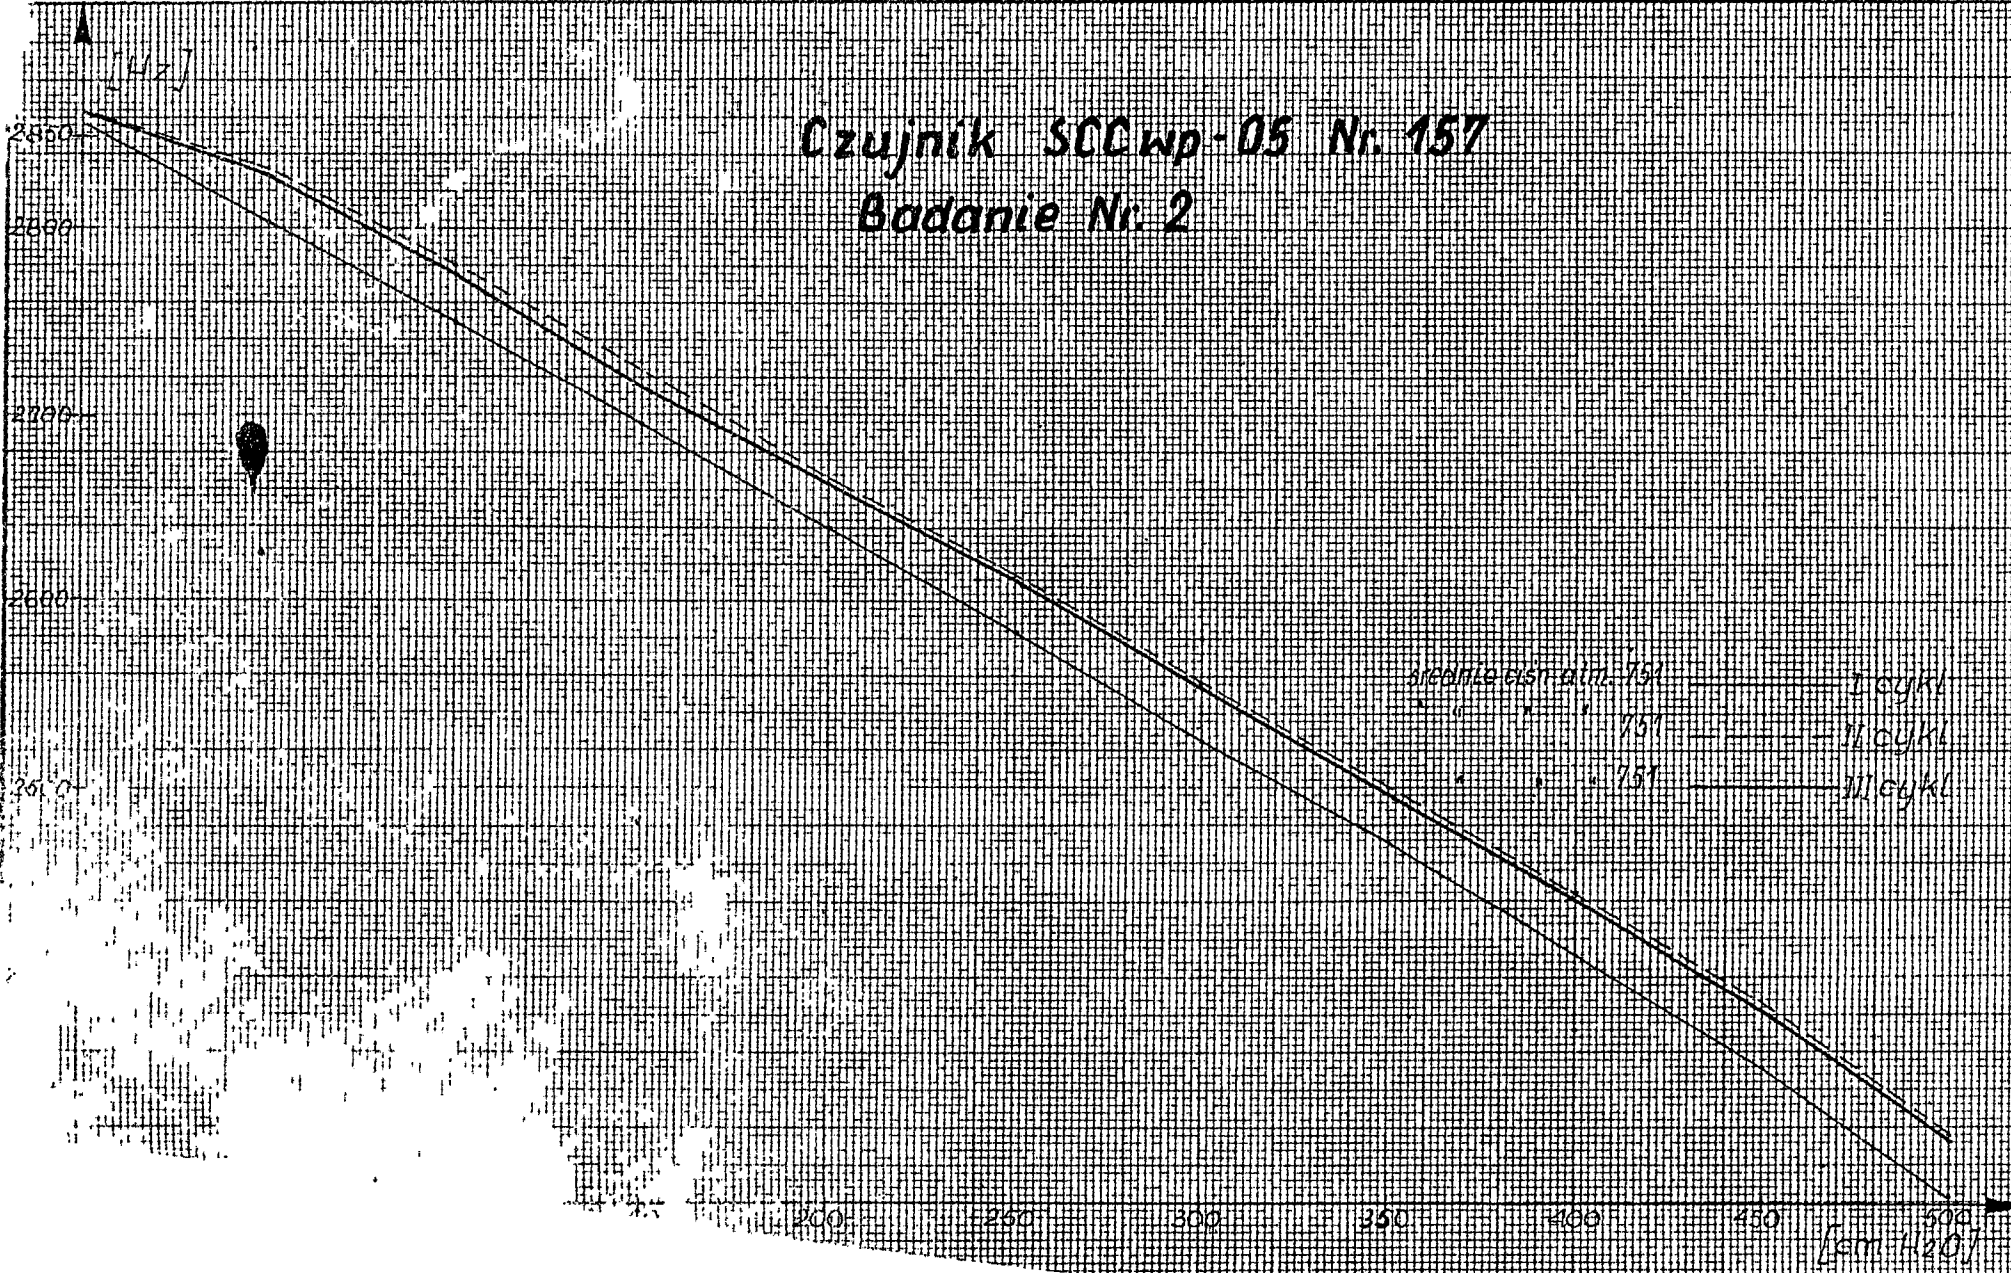 [Hz]
2850
Czujnik SCCwp-05 Nr. 157
Badanie Nr. 2
2800
2700
2600
średnie ciśn atm. 751 I cykl
" " " " 751 II cykl
" " " 751 III cykl
2500
200 250 300 350 400 450 500
[cm H2O]